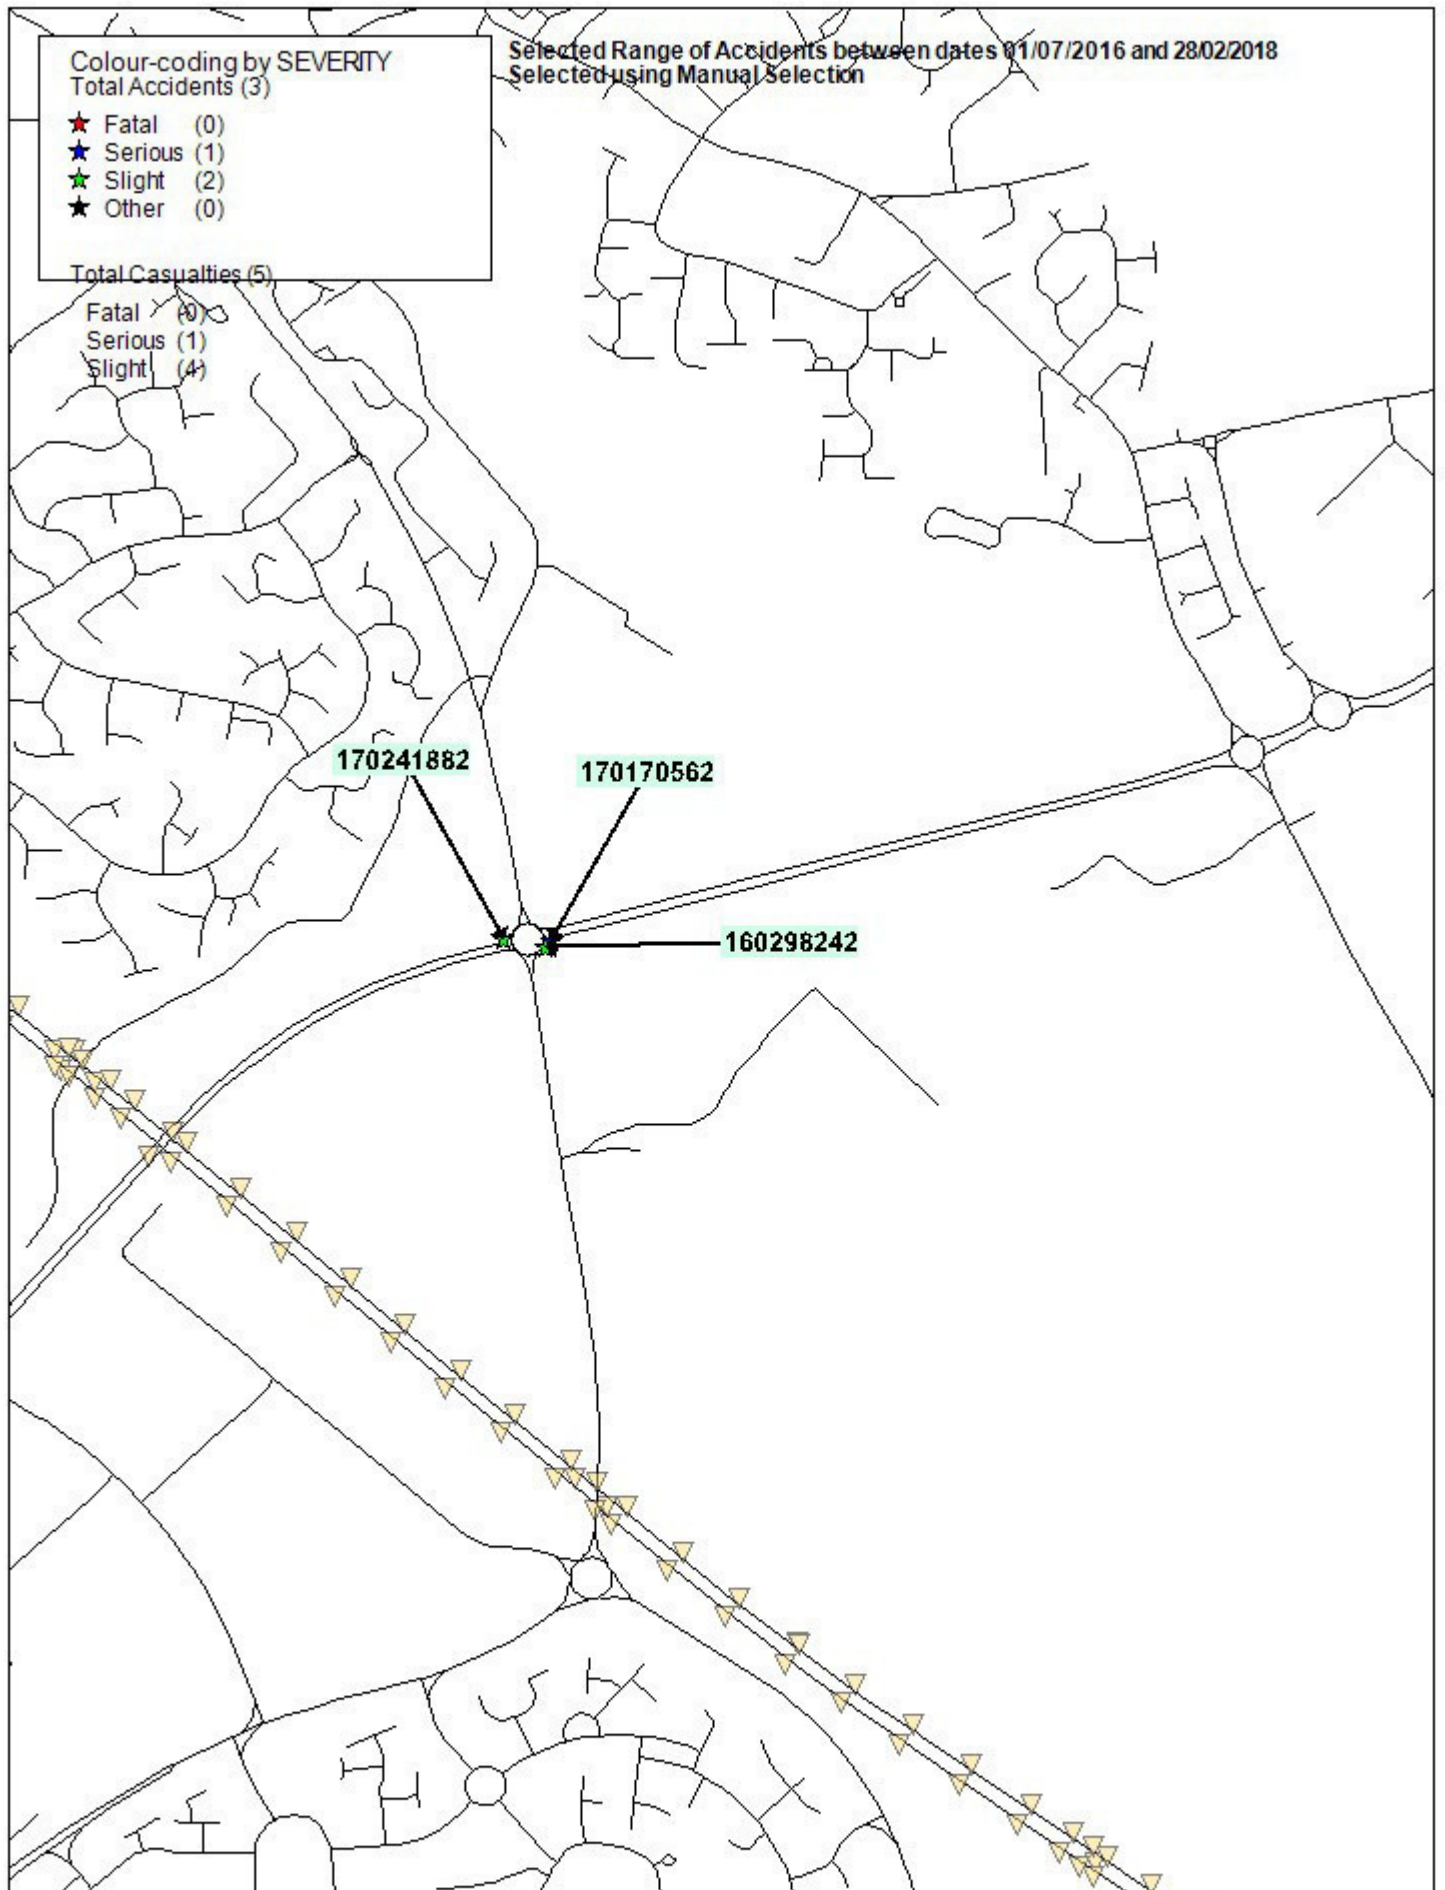 Colour-coding by SEVERITY
Total Accidents (3)
Fatal (0)
Serious (1)
Slight (2)
Other (0)
Total Casualties (5)
Fatal (0)
Serious (1)
Slight (4)
Selected Range of Accidents between dates 01/07/2016 and 28/02/2018
Selected using Manual Selection
170241882
170170562
160298242